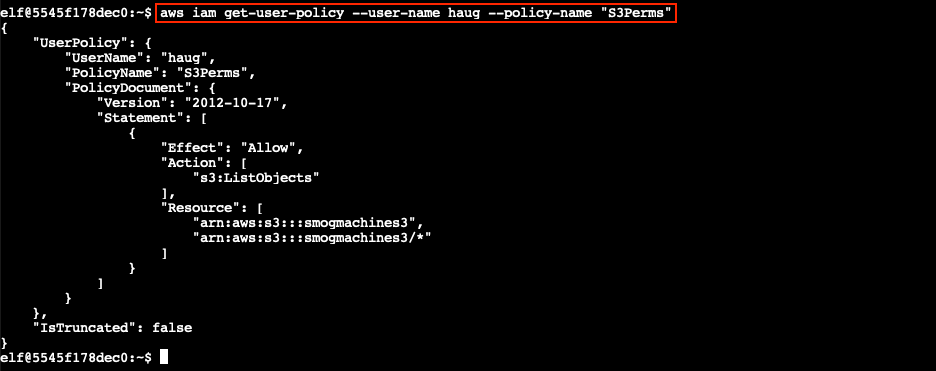 elf@5545f178dec0:~$ aws iam get-user-policy --user-name haug --policy-name "S3Perms"
{
    "UserPolicy": {
        "UserName": "haug",
        "PolicyName": "S3Perms",
        "PolicyDocument": {
            "Version": "2012-10-17",
            "Statement": [
                {
                    "Effect": "Allow",
                    "Action": [
                        "s3:ListObjects"
                    ],
                    "Resource": [
                        "arn:aws:s3:::smogmachines3",
                        "arn:aws:s3:::smogmachines3/*"
                    ]
                }
            ]
        }
    },
    "IsTruncated": false
}
elf@5545f178dec0:~$